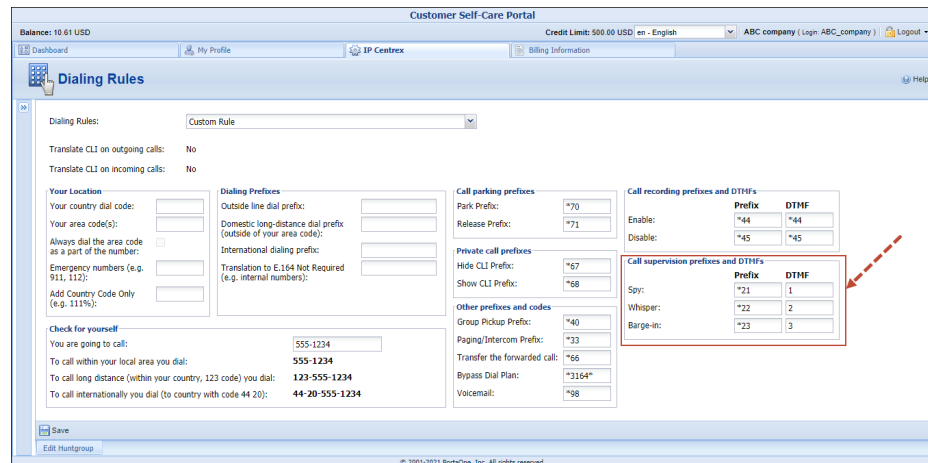 Customer Self-Care Portal
Balance: 10.61 USD
Credit Limit: 500.00 USD
en - English
ABC company ( Login: ABC_company )
Logout
Dashboard
My Profile
IP Centrex
Billing Information
Dialing Rules
Help
Dialing Rules:
Custom Rule
Translate CLI on outgoing calls:
No
Translate CLI on incoming calls:
No
Your Location
Your country dial code:
Your area code(s):
Always dial the area code
as a part of the number:
Emergency numbers (e.g.
911, 112):
Add Country Code Only
(e.g. 111%):
Dialing Prefixes
Outside line dial prefix:
Domestic long-distance dial prefix
(outside of your area code):
International dialing prefix:
Translation to E.164 Not Required
(e.g. internal numbers):
Check for yourself
You are going to call:
555-1234
To call within your local area you dial:
555-1234
To call long distance (within your country, 123 code) you dial:
123-555-1234
To call internationally you dial (to country with code 44 20):
44-20-555-1234
Call parking prefixes
Park Prefix:
*70
Release Prefix:
*71
Private call prefixes
Hide CLI Prefix:
*67
Show CLI Prefix:
*68
Other prefixes and codes
Group Pickup Prefix:
*40
Paging/Intercom Prefix:
*33
Transfer the forwarded call:
*66
Bypass Dial Plan:
*3164*
Voicemail:
*98
Call recording prefixes and DTMFs
Prefix DTMF
Enable:
*44 *44
Disable:
*45 *45
Call supervision prefixes and DTMFs
Prefix DTMF
Spy:
*21 1
Whisper:
*22 2
Barge-in:
*23 3
Save
Edit Huntgroup
© 2001-2021 PortaOne, Inc. All rights reserved